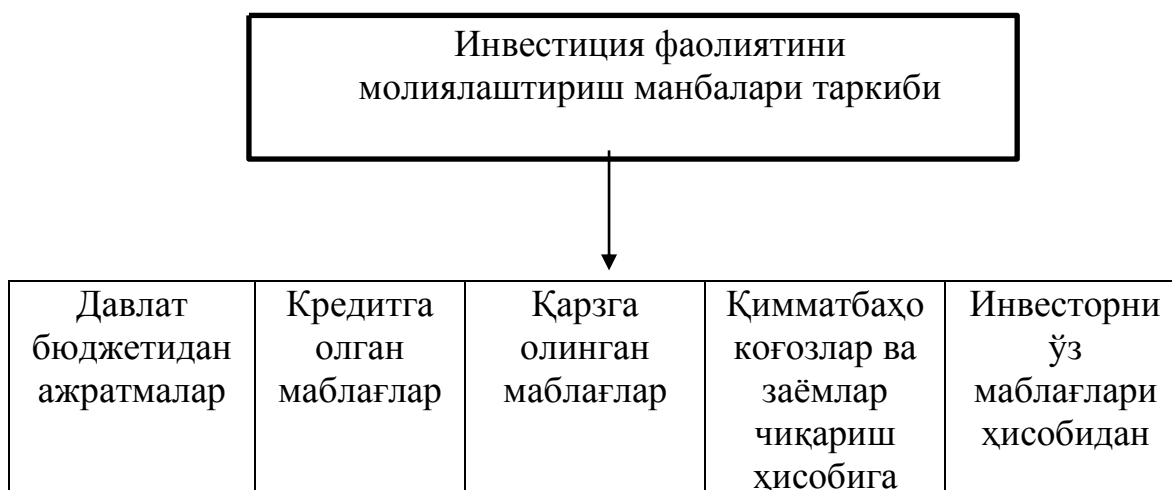 Инвестиция фаолиятини
молиялаштириш манбалари таркиби
Давлат
бюджетидан
ажратмалар
Кредитга
олган
маблағлар
Қарзга
олинган
маблағлар
Қимматбаҳо
коғозлар ва
заёмлар
чиқариш
ҳисобига
Инвесторни
ўз
маблағлари
ҳисобидан